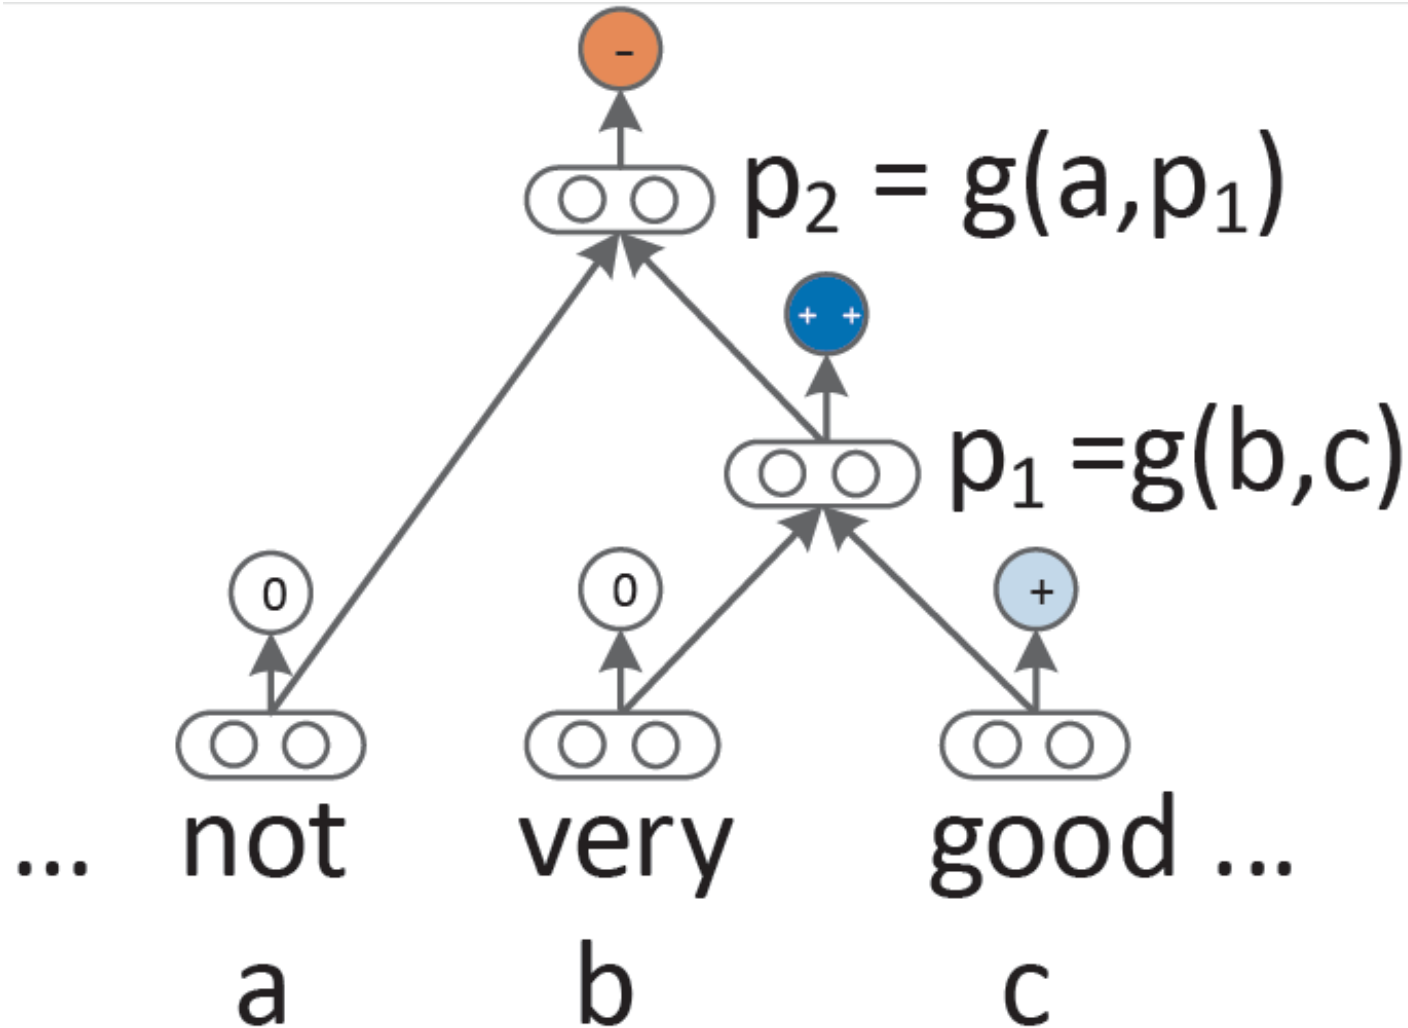 -
p₂ = g(a,p₁)
+ +
p₁ =g(b,c)
0 0 +
... not very good ...
a b c